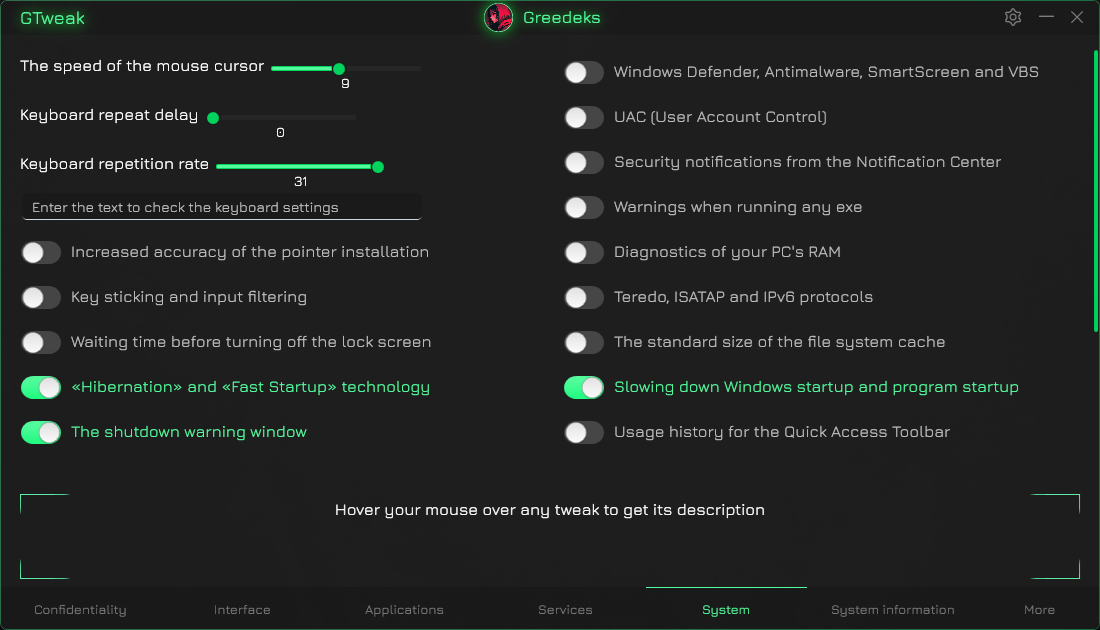 GTweak
Greedeks
The speed of the mouse cursor
9
Keyboard repeat delay
0
Keyboard repetition rate
31
Enter the text to check the keyboard settings
Increased accuracy of the pointer installation
Key sticking and input filtering
Waiting time before turning off the lock screen
«Hibernation» and «Fast Startup» technology
The shutdown warning window
Windows Defender, Antimalware, SmartScreen and VBS
UAC (User Account Control)
Security notifications from the Notification Center
Warnings when running any exe
Diagnostics of your PC's RAM
Teredo, ISATAP and IPv6 protocols
The standard size of the file system cache
Slowing down Windows startup and program startup
Usage history for the Quick Access Toolbar
Hover your mouse over any tweak to get its description
Confidentiality
Interface
Applications
Services
System
System information
More